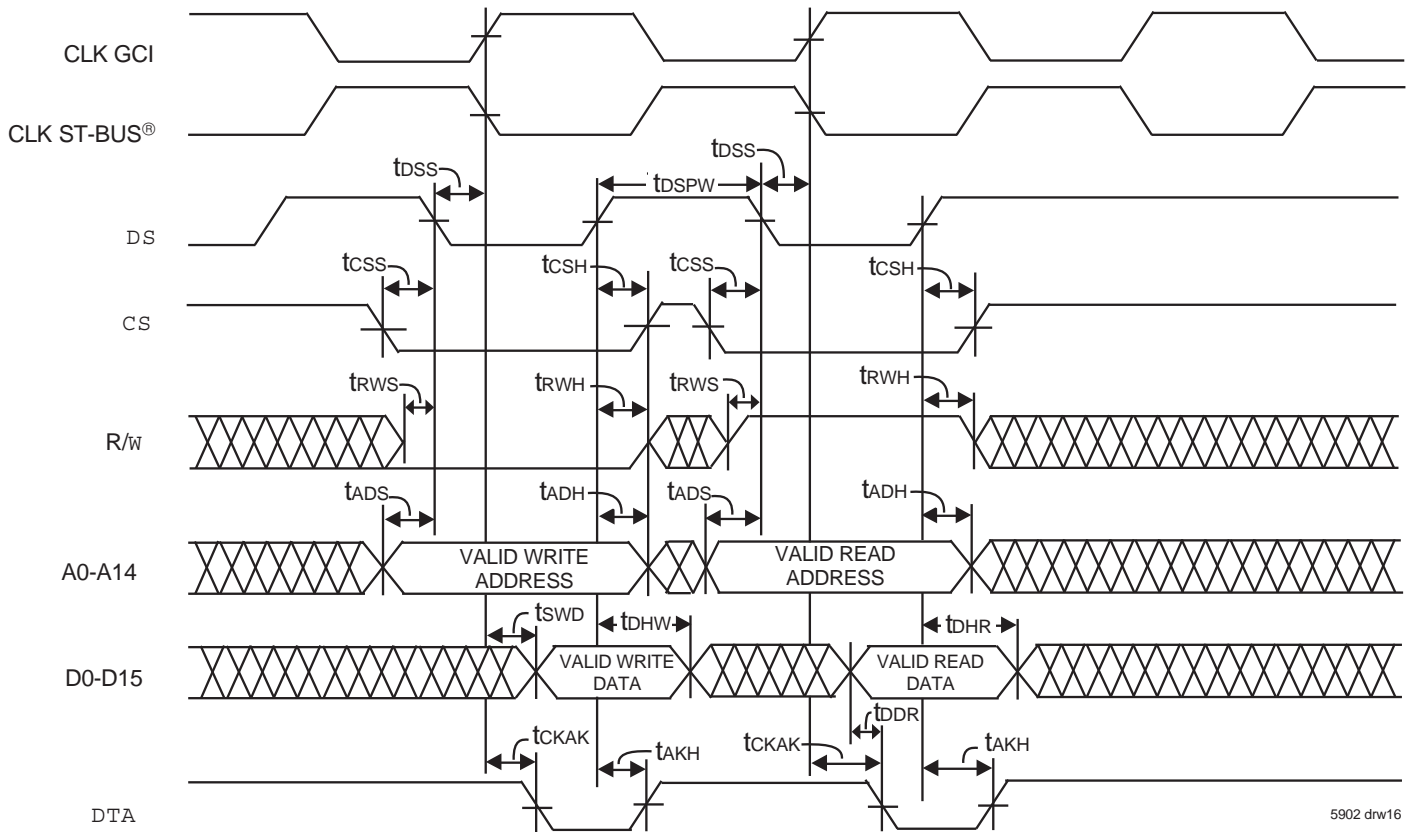 CLK GCI
CLK ST-BUS®
tDSS
tDSS
tDSPW
DS
tCSS
tCSH
tCSS
tCSH
CS
tRWS
tRWH
tRWS
tRWH
R/W
tADS
tADH
tADS
tADH
A0-A14
VALID WRITE
ADDRESS
VALID READ
ADDRESS
tSWD
tDHW
tDHR
D0-D15
VALID WRITE
DATA
VALID READ
DATA
tDDR
tCKAK
tAKH
tCKAK
tAKH
DTA
5902 drw16